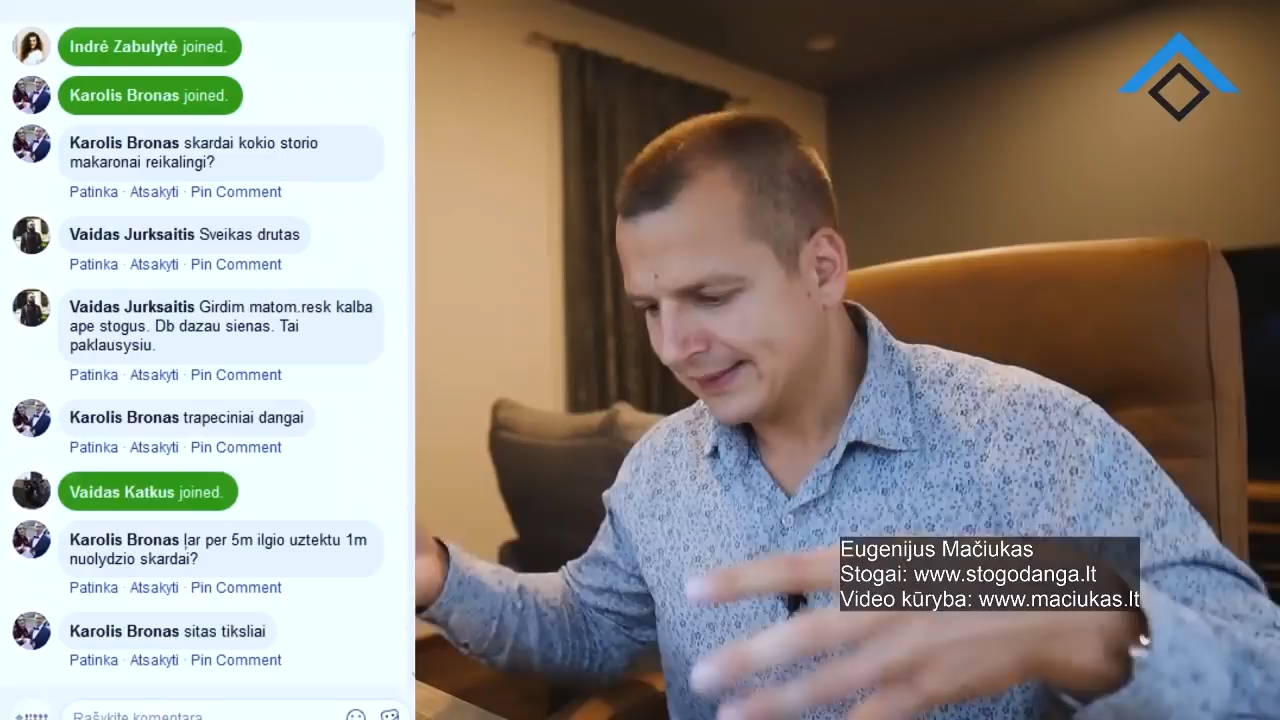 Indrė Zabulytė joined.
Karolis Bronas joined.
Karolis Bronas skardai kokio storio
makaronai reikalingi?
Patinka · Atsakyti · Pin Comment
Vaidas Jurksaitis Sveikas drutas
Patinka · Atsakyti · Pin Comment
Vaidas Jurksaitis Girdim matom.resk kalba
ape stogus. Db dazau sienas. Tai
paklausysiu.
Patinka · Atsakyti · Pin Comment
Karolis Bronas trapeciniai dangai
Patinka · Atsakyti · Pin Comment
Vaidas Katkus joined.
Karolis Bronas Įar per 5m ilgio uztektu 1m
nuolydzio skardai?
Patinka · Atsakyti · Pin Comment
Karolis Bronas sitas tiksliai
Patinka · Atsakyti · Pin Comment
Rašykite komentarą
Eugenijus Mačiukas
Stogai: www.stogodanga.lt
Video kūryba: www.maciukas.lt